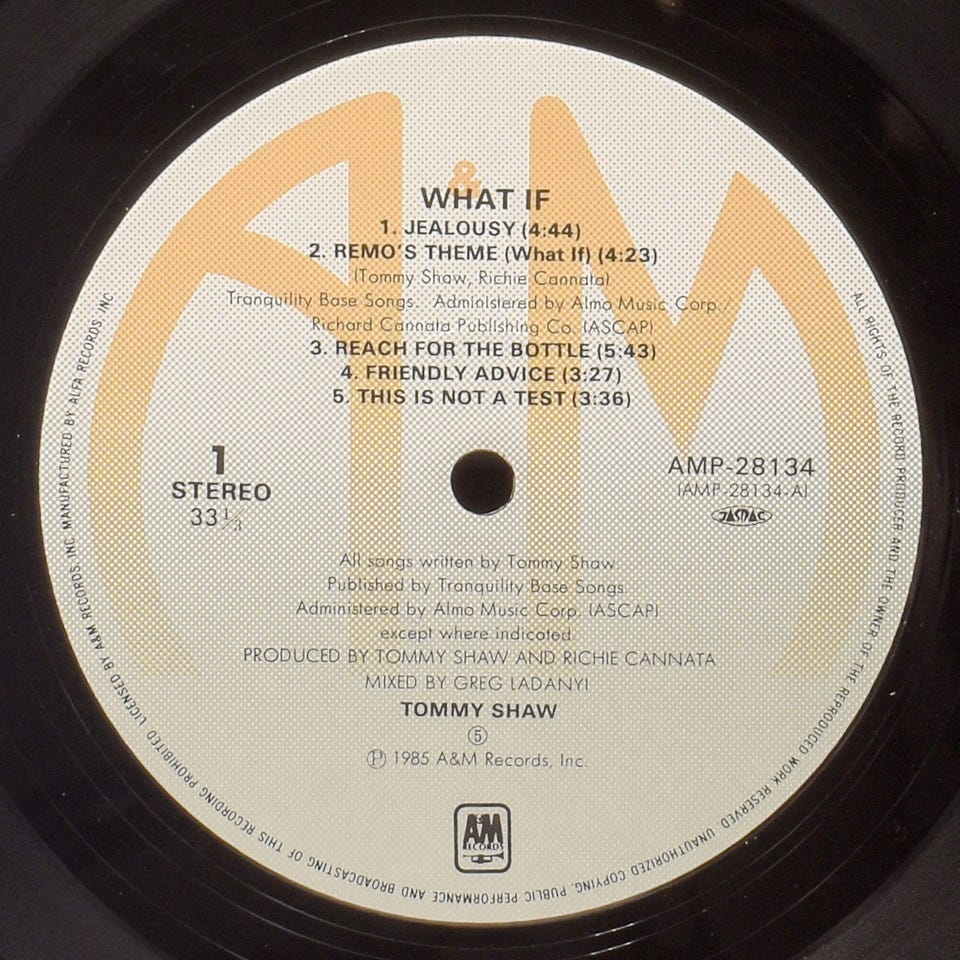 A&M
WHAT IF
1. JEALOUSY (4:44)
2. REMO'S THEME (What If) (4:23)
(Tommy Shaw, Richie Cannata)
Tranquility Base Songs. Administered by Almo Music Corp./
Richard Cannata Publishing Co. (ASCAP)
3. REACH FOR THE BOTTLE (5:43)
4. FRIENDLY ADVICE (3:27)
5. THIS IS NOT A TEST (3:36)
1
STEREO
33 1/3
AMP-28134
(AMP-28134-A)
JASRAC
All songs written by Tommy Shaw.
Published by Tranquility Base Songs.
Administered by Almo Music Corp. (ASCAP)
except where indicated.
PRODUCED BY TOMMY SHAW AND RICHIE CANNATA
MIXED BY GREG LADANYI
TOMMY SHAW
⑤
Ⓟ 1985 A&M Records, Inc.
A&M
RECORDS
ALL RIGHTS OF THE RECORD PRODUCER AND THE OWNER OF THE REPRODUCED WORK RESERVED. UNAUTHORIZED COPYING, PUBLIC PERFORMANCE AND BROADCASTING OF THIS RECORDING PROHIBITED LICENSED BY A&M RECORDS INC MANUFACTURED BY ALFA RECORDS INC